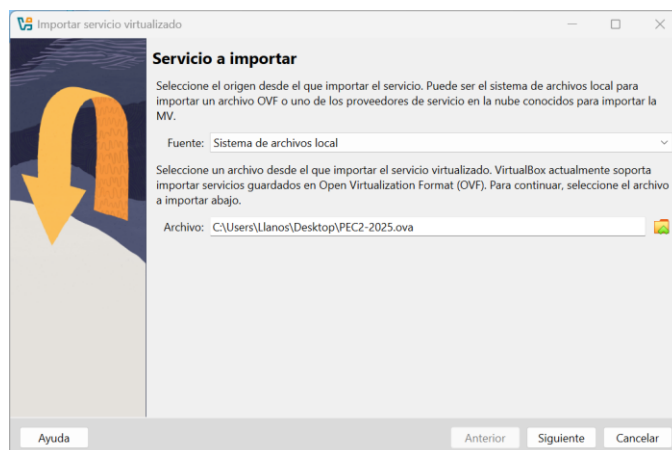 Importar servicio virtualizado
Servicio a importar
Seleccione el origen desde el que importar el servicio. Puede ser el sistema de archivos local para
importar un archivo OVF o uno de los proveedores de servicio en la nube conocidos para importar la
MV.
Fuente: Sistema de archivos local
Seleccione un archivo desde el que importar el servicio virtualizado. VirtualBox actualmente soporta
importar servicios guardados en Open Virtualization Format (OVF). Para continuar, seleccione el archivo
a importar abajo.
Archivo: C:\Users\Llanos\Desktop\PEC2-2025.ova
Ayuda Anterior Siguiente Cancelar